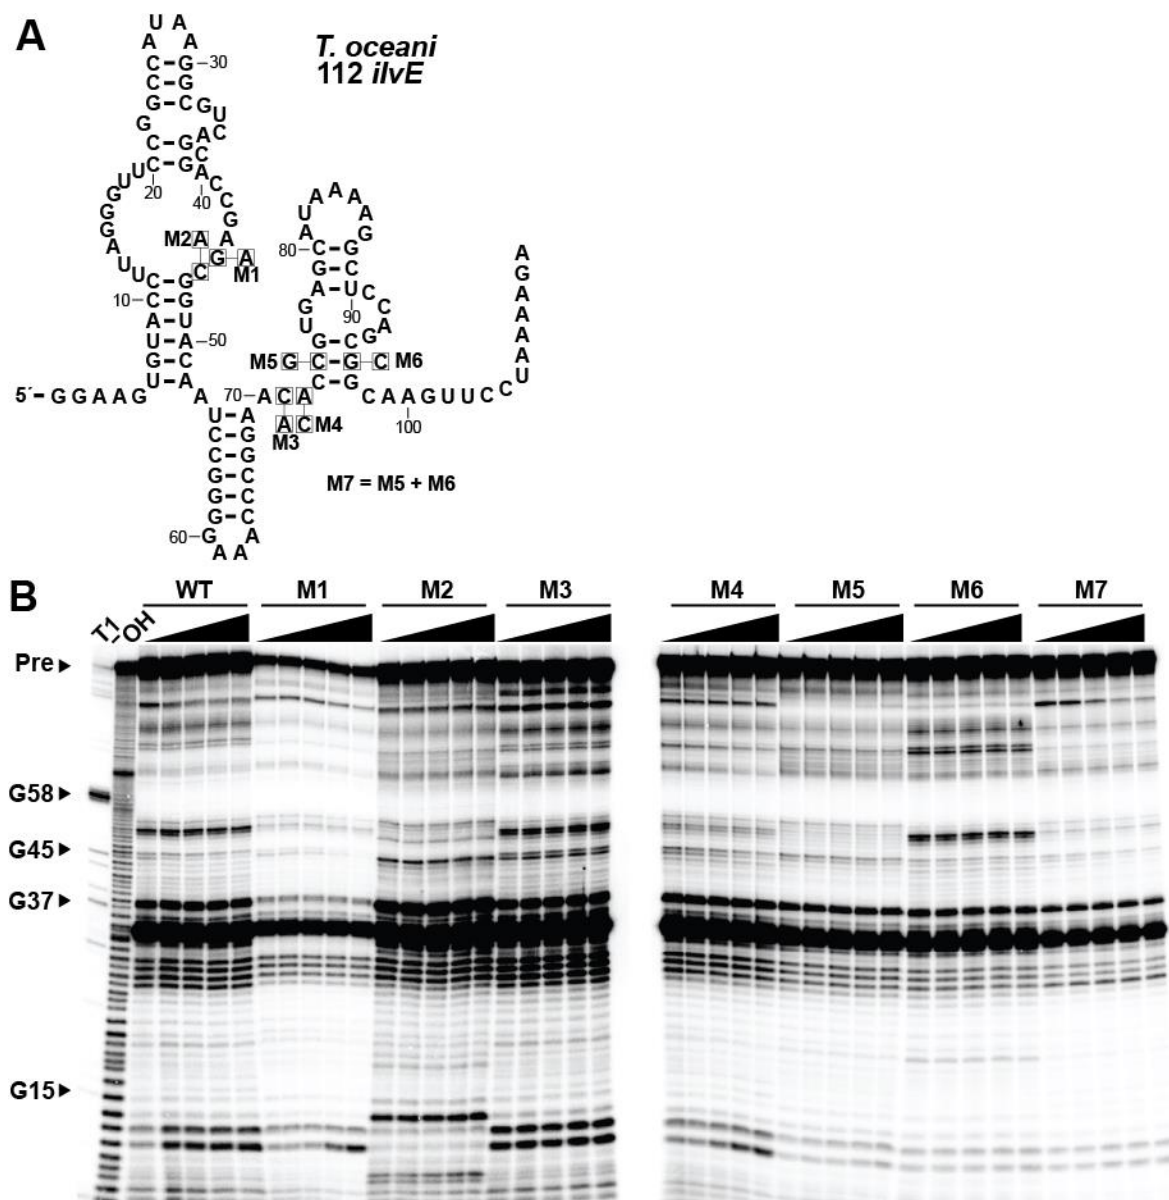 A
T. oceani
112 ilvE
U A
A A
C G –30
C G
G C G U
G A C
C G C
U U C G A
G 20 40 C
G C
G G
A M2 A A
U G A
U C M1
C G
10– C G
A U
U A –50
G C
5´- G G A A G U A A
U A
C G
C G
G C
G C
G C
60– G A
A A
70– A C A
A C M4
M3
M5 G C G C M6
C G
U G
G A
A U C C
90
G C
80– C G
A G
U A
A A A A
C A A G U U C C U
100
A
G
A
A
A
A
U
M7 = M5 + M6
B
WT M1 M2 M3 M4 M5 M6 M7
T1
–OH
Pre
G58
G45
G37
G15